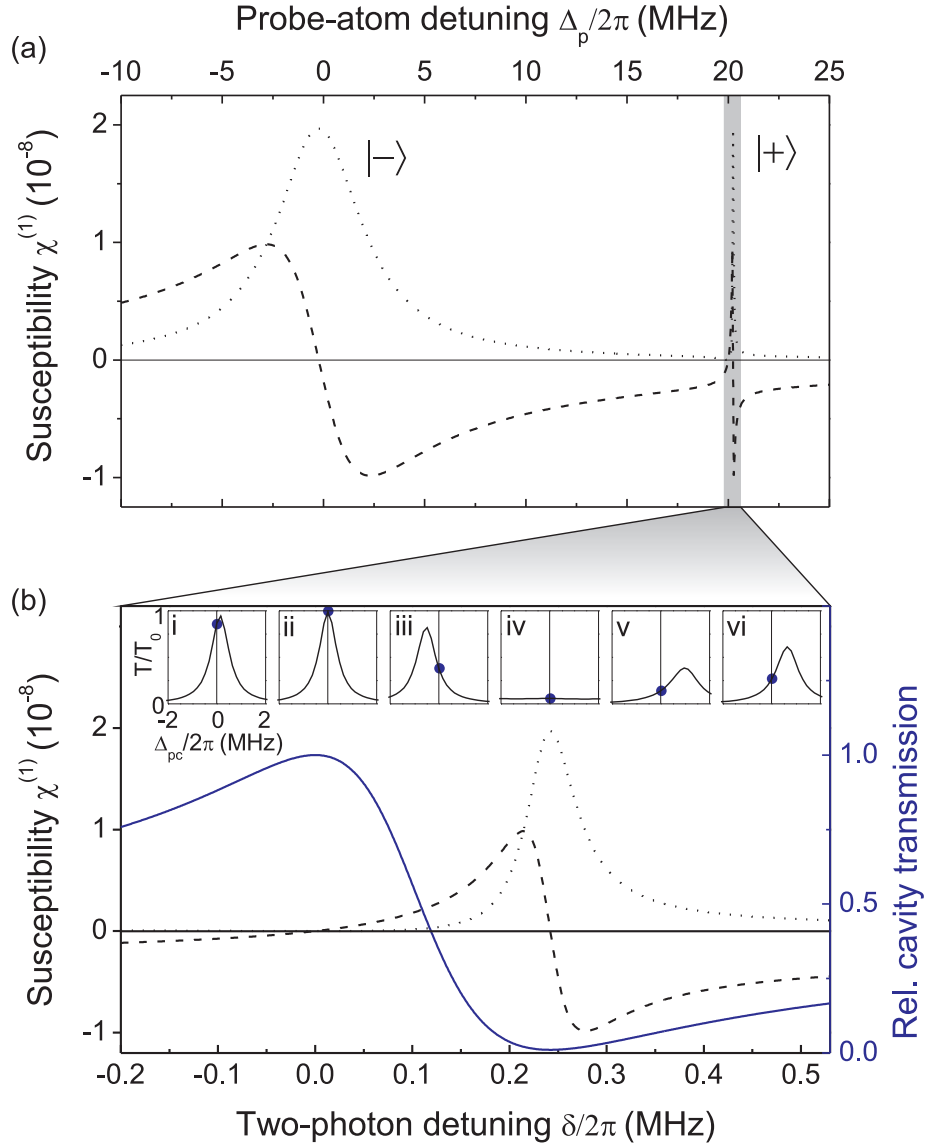 Probe-atom detuning Δp/2π (MHz)
(a)
-10 -5 0 5 10 15 20 25
Susceptibility χ(1) (10-8)
2
1
0
-1
|−⟩
|+⟩
(b)
i ii iii iv v vi
T/T0
1
0
-2 0 2
Δpc/2π (MHz)
Susceptibility χ(1) (10-8)
2
1
0
-1
1.0
0.5
0.0
Rel. cavity transmission
-0.2 -0.1 0.0 0.1 0.2 0.3 0.4 0.5
Two-photon detuning δ/2π (MHz)